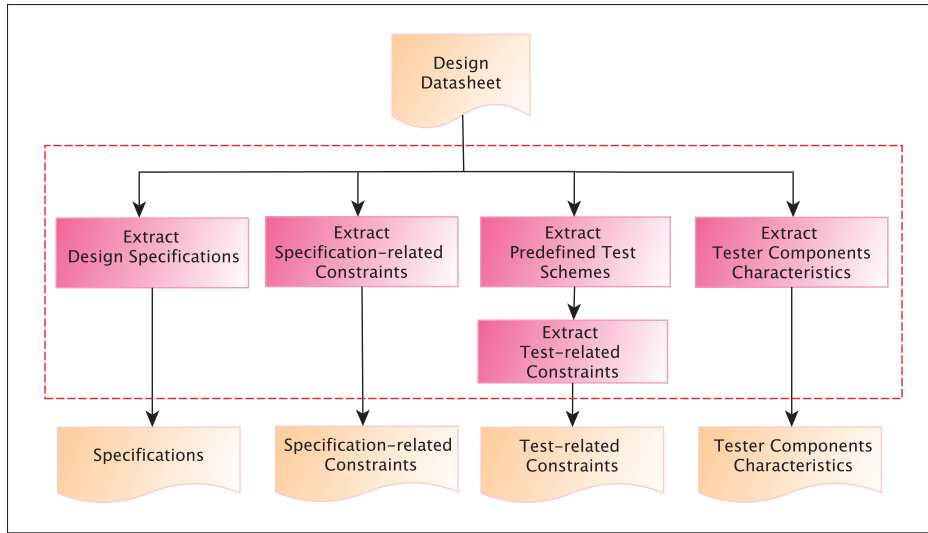 Design
Datasheet
Extract
Design Specifications
Extract
Specification-related
Constraints
Extract
Predefined Test
Schemes
Extract
Tester Components
Characteristics
Extract
Test-related
Constraints
Specifications
Specification-related
Constraints
Test-related
Constraints
Tester Components
Characteristics